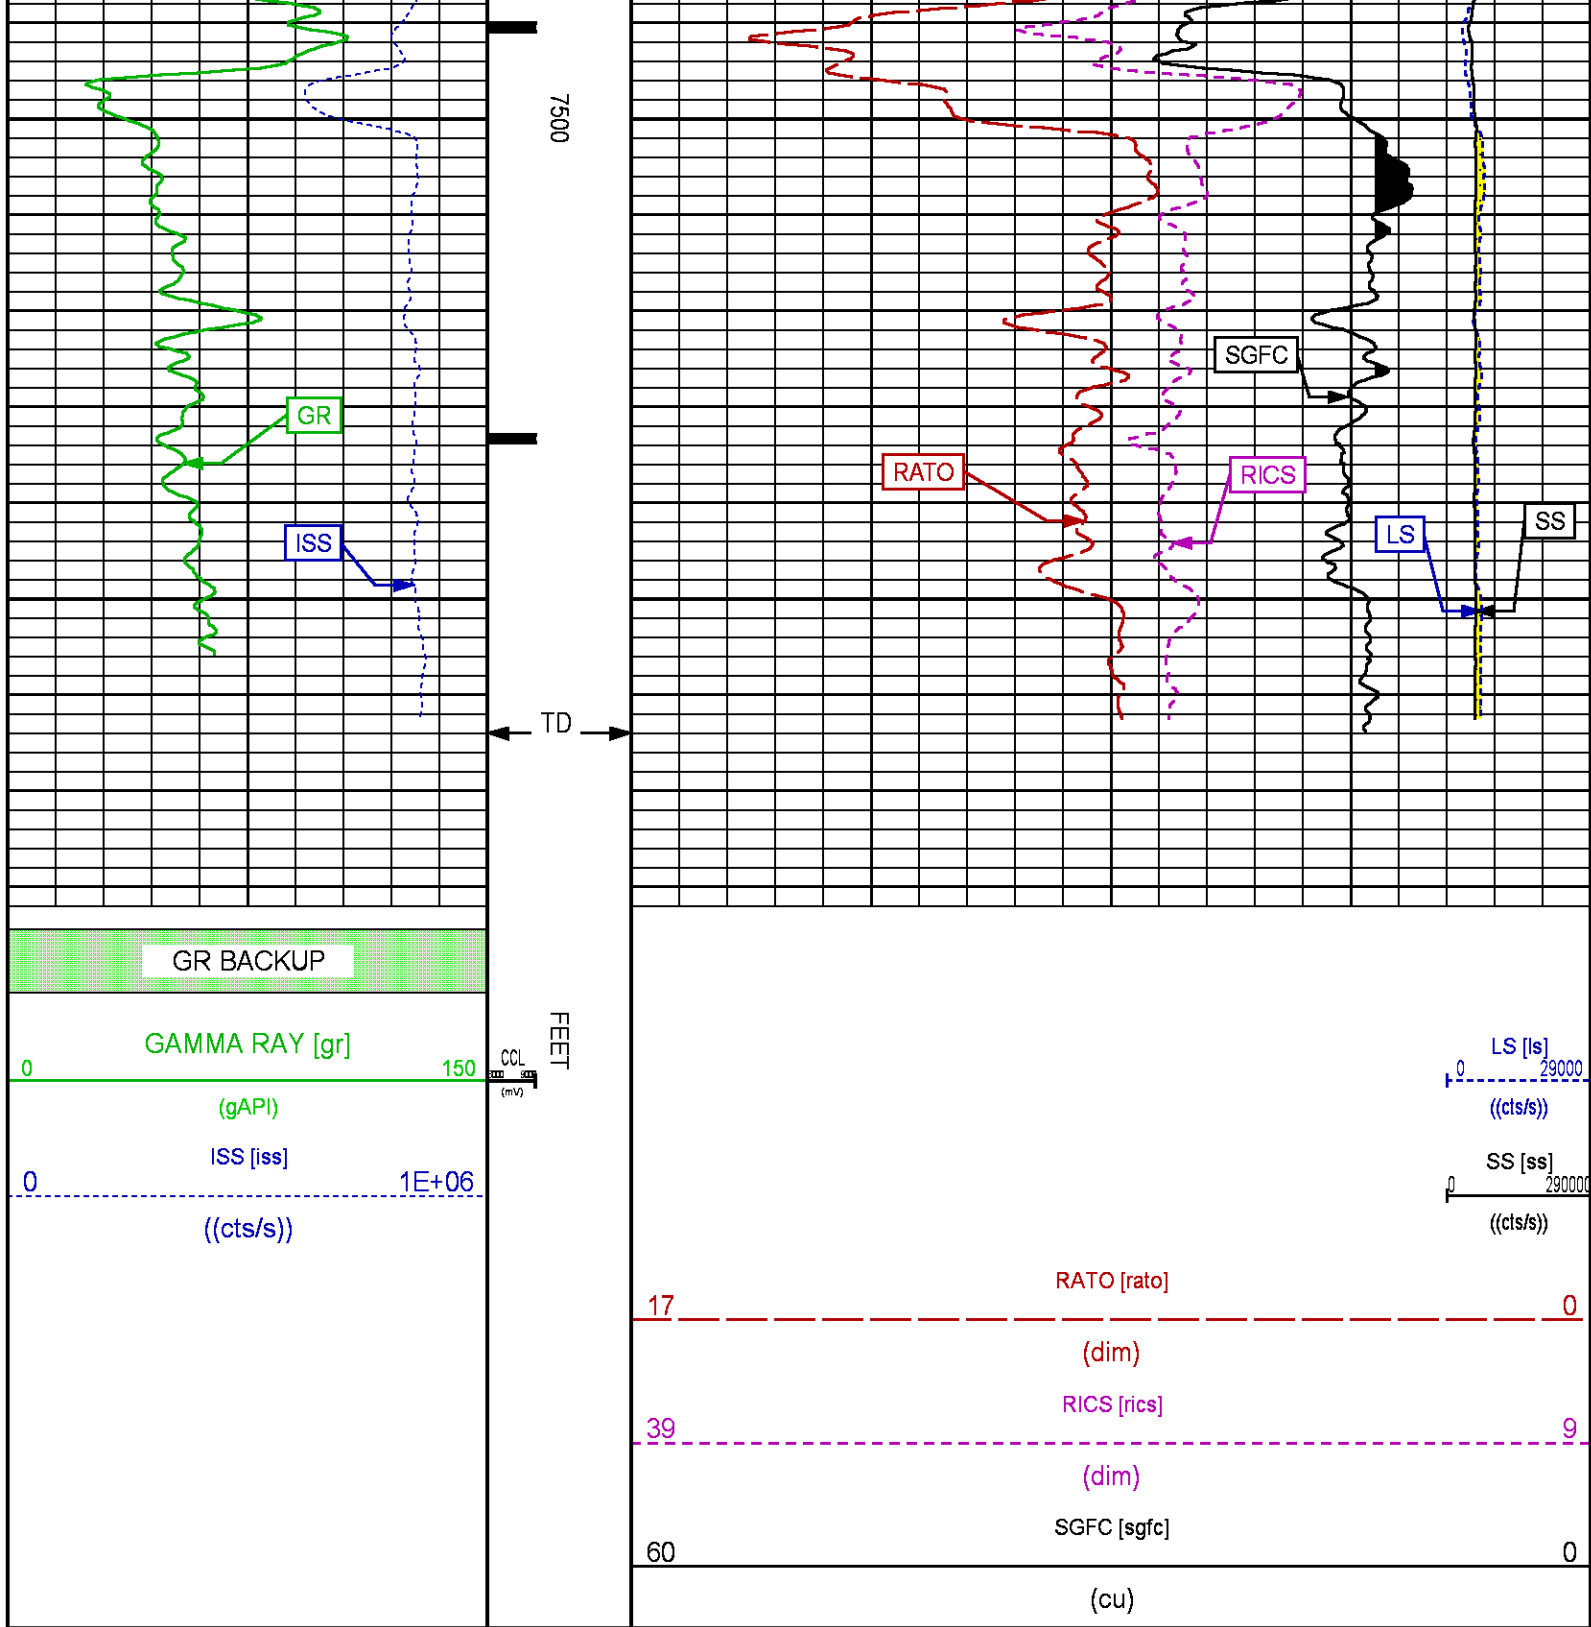 7500
SGFC
GR
RATO
RICS
ISS
LS
SS
TD
GR BACKUP
FEET
GAMMA RAY [gr]
0 150
(gAPI)
ISS [iss]
0 1E+06
((cts/s))
CCL
(mV)
LS [ls]
0 29000
((cts/s))
SS [ss]
0 290000
((cts/s))
RATO [rato]
17 0
(dim)
RICS [rics]
39 9
(dim)
SGFC [sgfc]
60 0
(cu)